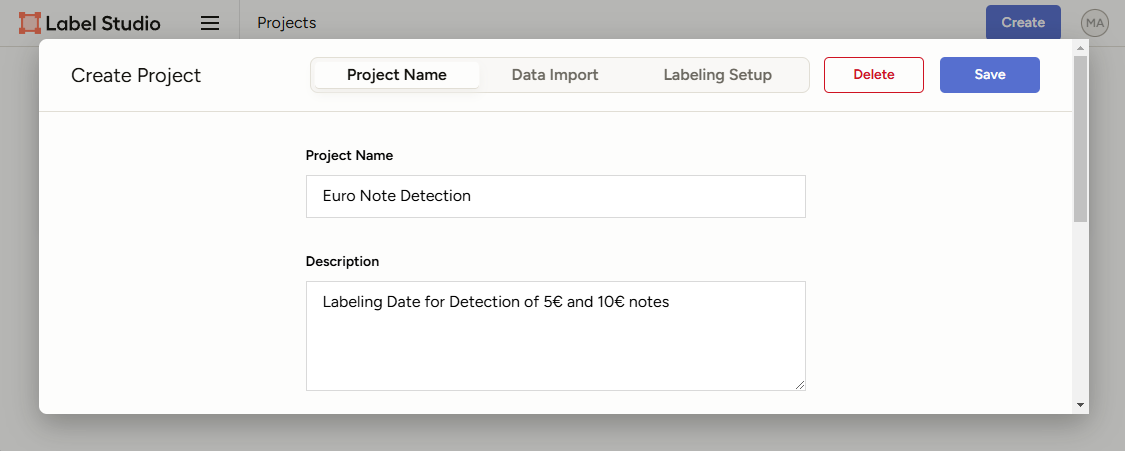 Label Studio Projects Create MA
Create Project Project Name Data Import Labeling Setup Delete Save
Project Name
Euro Note Detection
Description
Labeling Date for Detection of 5€ and 10€ notes